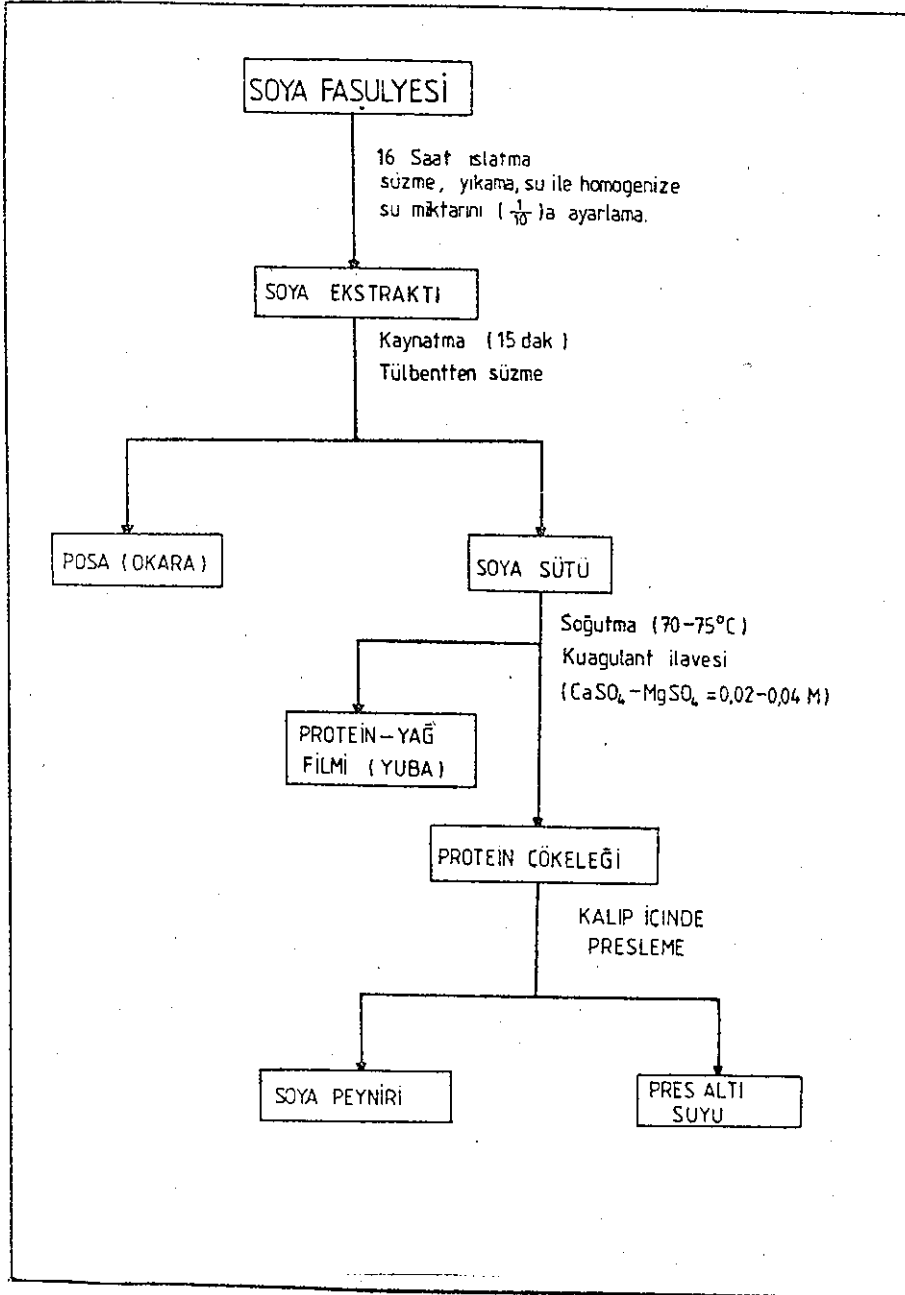 SOYA FASULYESİ
16 Saat ıslatma
süzme, yıkama, su ile homogenize
su miktarını (1/10)a ayarlama.
SOYA EKSTRAKTI
Kaynatma (15 dak)
Tülbentten süzme
POSA (OKARA)
SOYA SÜTÜ
Soğutma (70-75°C)
Kuagulant ilavesi
(CaSO₄-MgSO₄=0,02-0,04 M)
PROTEİN-YAĞ
FİLMİ (YUBA)
PROTEİN ÇÖKELEĞİ
KALIP İÇİNDE
PRESLEME
SOYA PEYNİRİ
PRES ALTI
SUYU